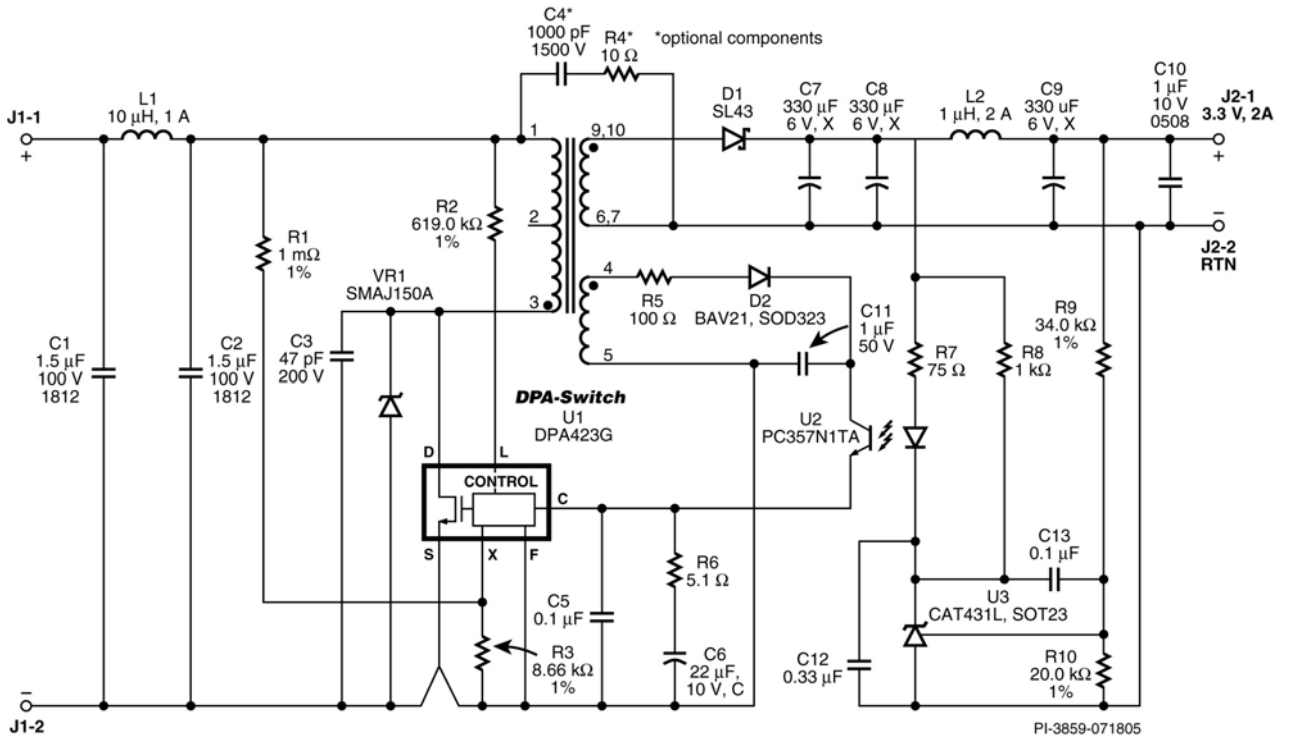 C4*
1000 pF
1500 V
R4*
10 Ω
*optional components
J1-1
+
L1
10 µH, 1 A
D1
SL43
C7
330 µF
6 V, X
C8
330 µF
6 V, X
L2
1 µH, 2 A
C9
330 uF
6 V, X
C10
1 µF
10 V
0508
J2-1
3.3 V, 2A
+
1
9,10
2
6,7
3
4
5
R1
1 mΩ
1%
R2
619.0 kΩ
1%
–
J2-2
RTN
VR1
SMAJ150A
R5
100 Ω
D2
BAV21, SOD323
C11
1 µF
50 V
C1
1.5 µF
100 V
1812
C2
1.5 µF
100 V
1812
C3
47 pF
200 V
R7
75 Ω
R8
1 kΩ
R9
34.0 kΩ
1%
DPA-Switch
U1
DPA423G
U2
PC357N1TA
D
L
CONTROL
C
S
X
F
R3
8.66 kΩ
1%
C5
0.1 µF
R6
5.1 Ω
C6
22 µF,
10 V, C
C12
0.33 µF
C13
0.1 µF
U3
CAT431L, SOT23
R10
20.0 kΩ
1%
–
J1-2
PI-3859-071805